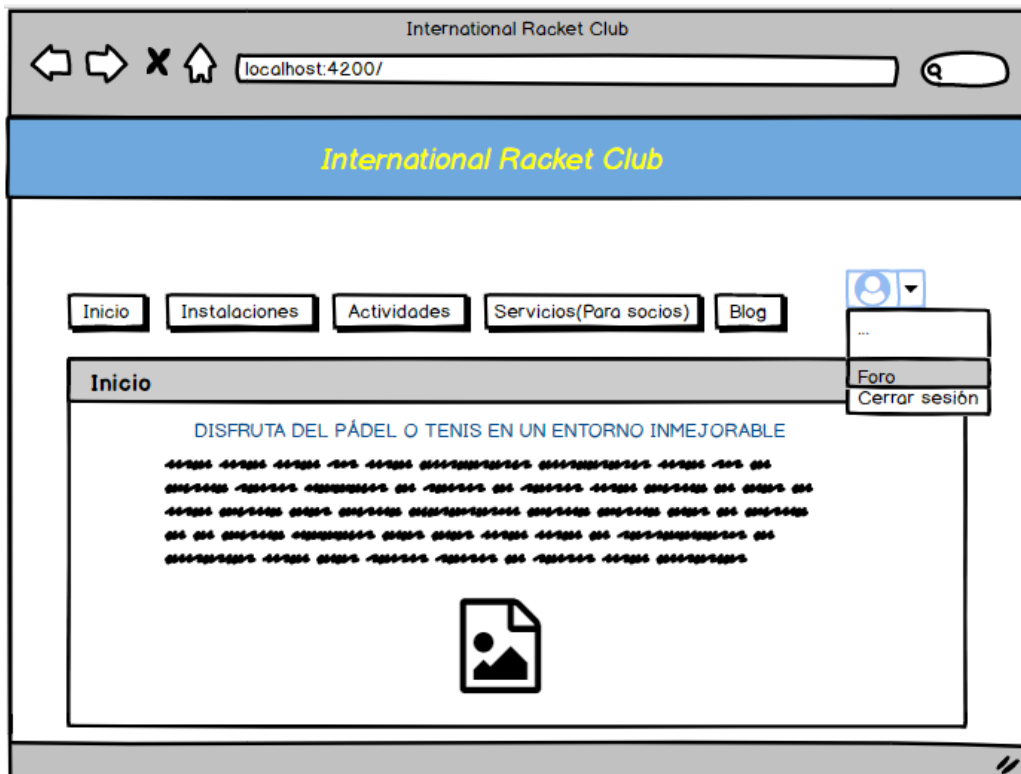 International Racket Club
localhost:4200/
International Racket Club
Inicio
Instalaciones
Actividades
Servicios(Para socios)
Blog
...
Foro
Cerrar sesión
Inicio
DISFRUTA DEL PÁDEL O TENIS EN UN ENTORNO INMEJORABLE